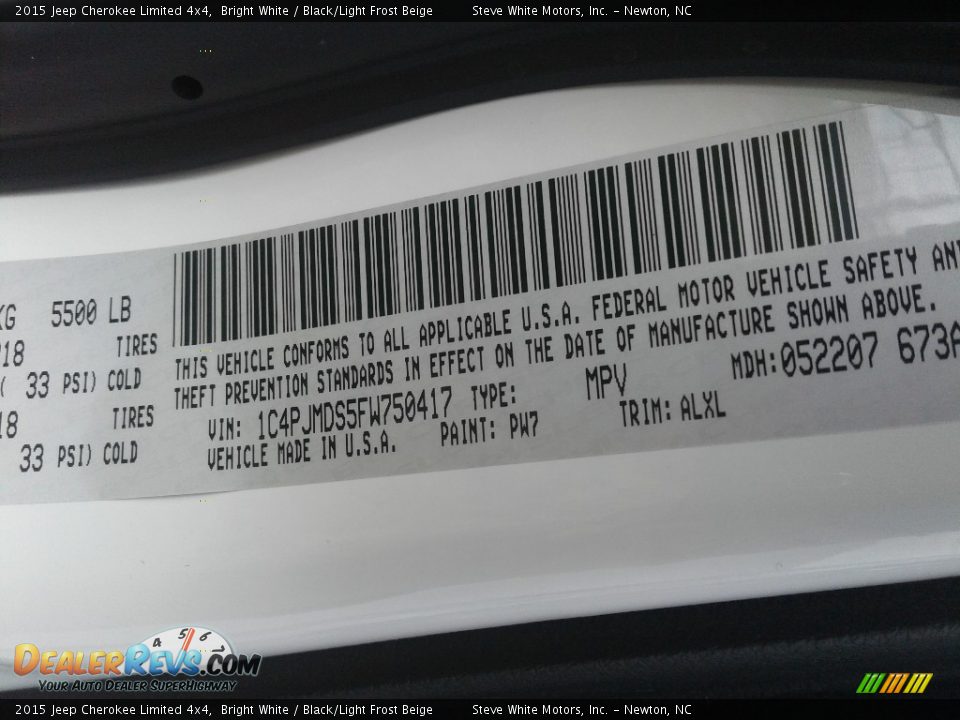 2015 Jeep Cherokee Limited 4x4,  Bright White / Black/Light Frost Beige  Steve White Motors, Inc. – Newton, NC
KG 5500 LB
TIRES
33 PSI) COLD
TIRES
33 PSI) COLD
THIS VEHICLE CONFORMS TO ALL APPLICABLE U.S.A. FEDERAL MOTOR VEHICLE SAFETY AND
THEFT PREVENTION STANDARDS IN EFFECT ON THE DATE OF MANUFACTURE SHOWN ABOVE.
VIN: 1C4PJMDS5FW750417 TYPE: MPV MDH:052207 673A
VEHICLE MADE IN U.S.A. PAINT: PW7 TRIM: ALXL
4 5 6
DealerRevs.com
Your Auto Dealer SuperHighway
2015 Jeep Cherokee Limited 4x4,  Bright White / Black/Light Frost Beige  Steve White Motors, Inc. – Newton, NC